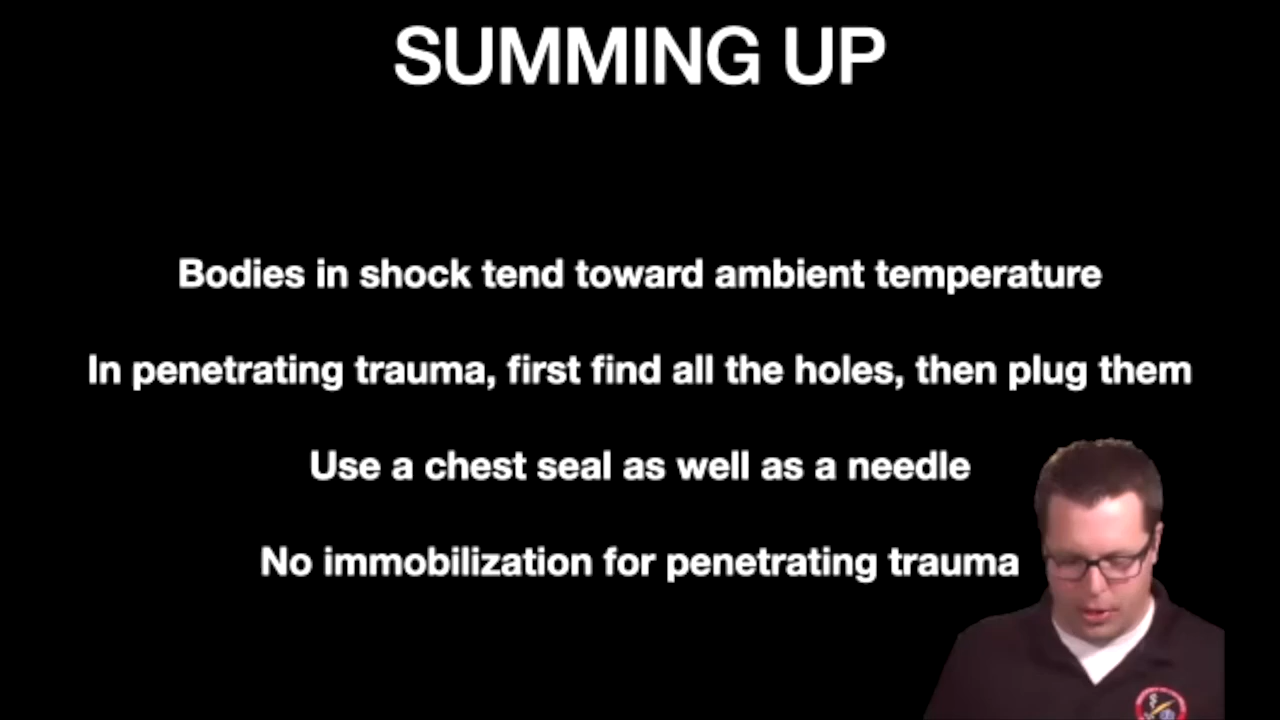 SUMMING UP
Bodies in shock tend toward ambient temperature
In penetrating trauma, first find all the holes, then plug them
Use a chest seal as well as a needle
No immobilization for penetrating trauma